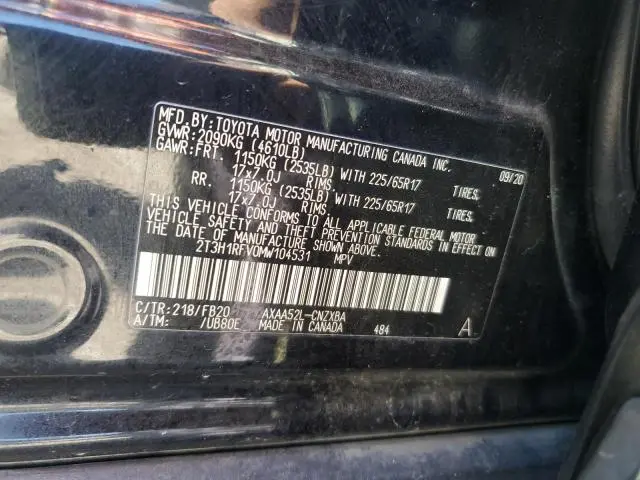 MFD.BY:TOYOTA MOTOR MANUFACTURING CANADA INC. 09/20
GVWR:2090KG (4610LB)
GAWR:FRT. 1150KG (2535LB) WITH 225/65R17 TIRES.
17x7.0J RIMS.
RR. 1150KG (2535LB) WITH 225/65R17 TIRES.
17x7.0J RIMS.
THIS VEHICLE CONFORMS TO ALL APPLICABLE FEDERAL MOTOR
VEHICLE SAFETY AND THEFT PREVENTION STANDARDS IN EFFECT ON
THE DATE OF MANUFACTURE SHOWN ABOVE.
2T3H1RFV0MW104531 MPV
C/TR:218/FB20 AXAA52L-CNZXBA
A/TM: /UB80E MADE IN CANADA 484 A